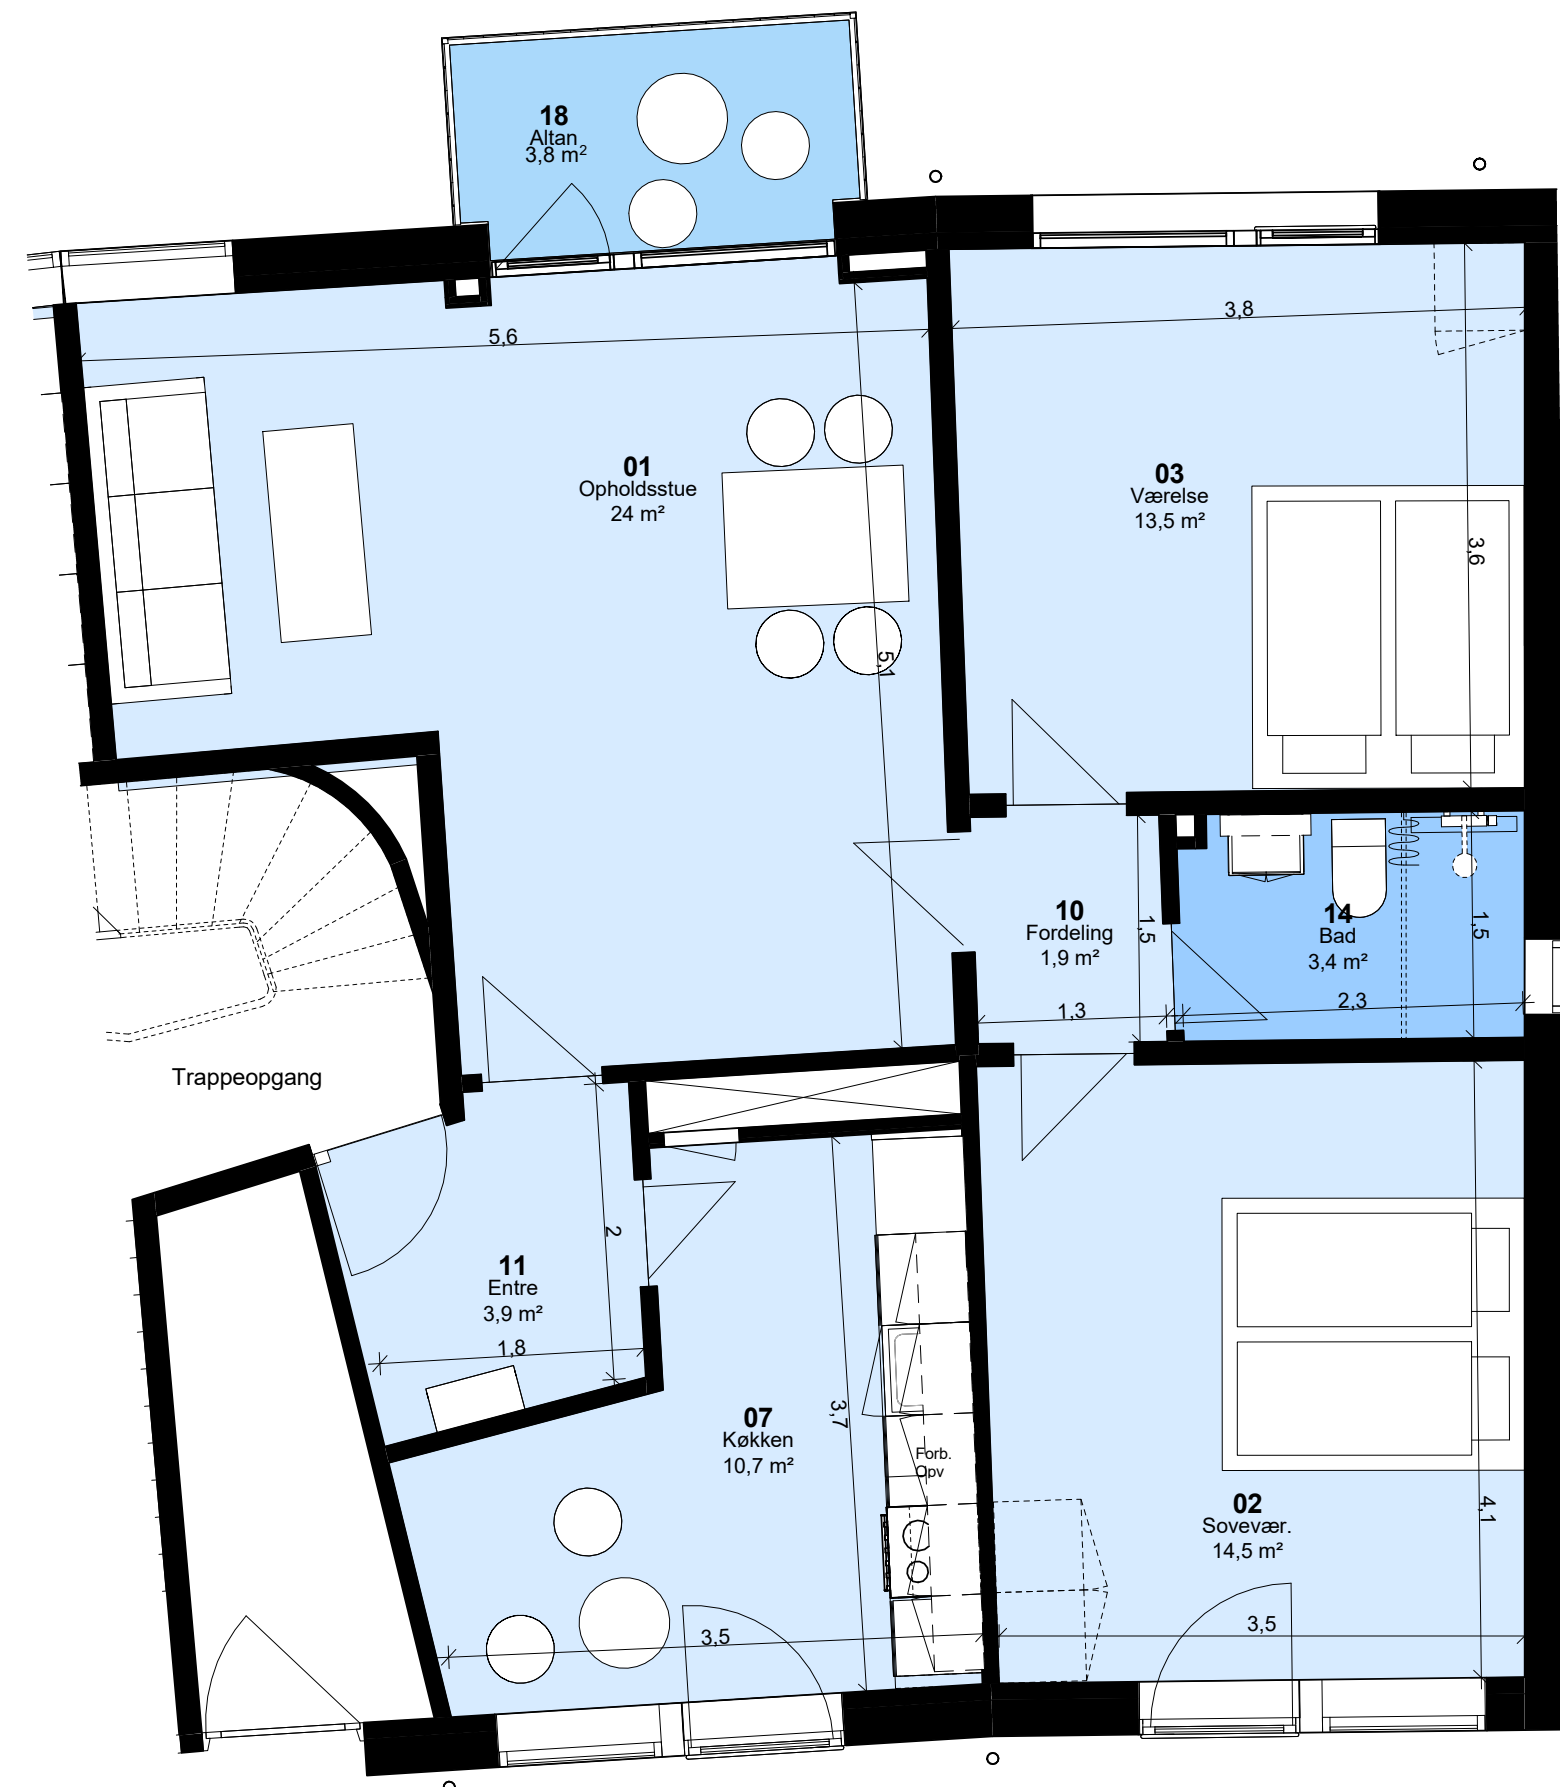 18
Altan
3,8 m²
5,6
3,8
01
Opholdsstue
24 m²
03
Værelse
13,5 m²
3,6
5,1
10
Fordeling
1,9 m²
1,5
14
Bad
3,4 m²
1,5
1,3
2,3
Trappeopgang
11
Entre
3,9 m²
2
1,8
07
Køkken
10,7 m²
3,7
Forb.
Opv
02
Sovevær.
14,5 m²
4,1
3,5
3,5